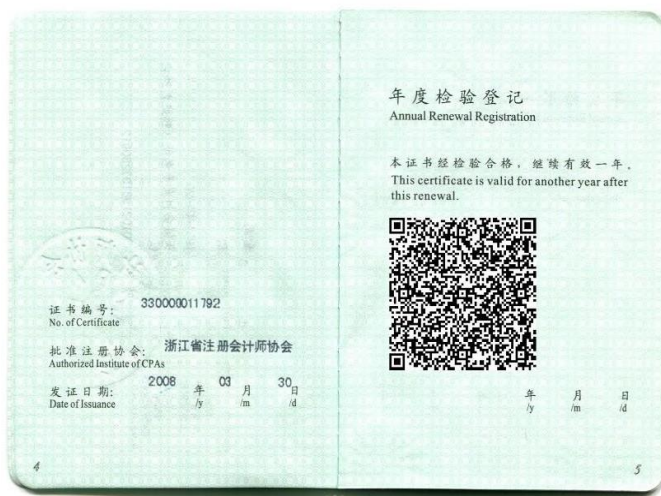 证书编号: 330000011792
No. of Certificate
批准注册协会: 浙江省注册会计师协会
Authorized Institute of CPAs
发证日期: 2008 年 03 月 30 日
Date of Issuance /y /m /d
4
年度检验登记
Annual Renewal Registration
本证书经检验合格，继续有效一年.
This certificate is valid for another year after
this renewal.
年 月 日
/y /m /d
5